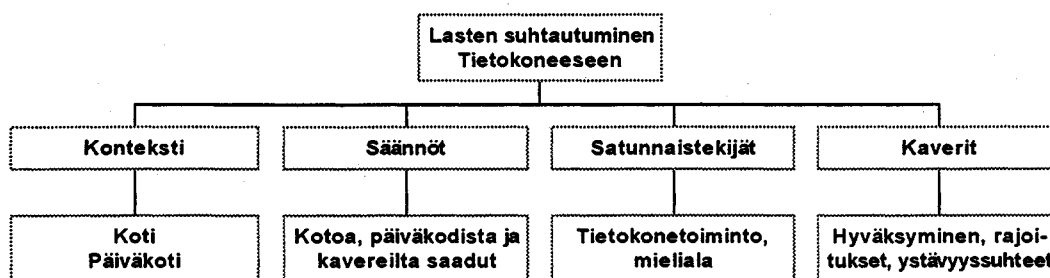 Lasten suhtautuminen
Tietokoneeseen
Konteksti
Säännöt
Satunnaistekijät
Kaverit
Koti
Päiväkoti
Kotoa, päiväkodista ja
kavereilta saadut
Tietokonetoiminto,
mieliala
Hyväksyminen, rajoi-
tukset, ystävyyssuhteet